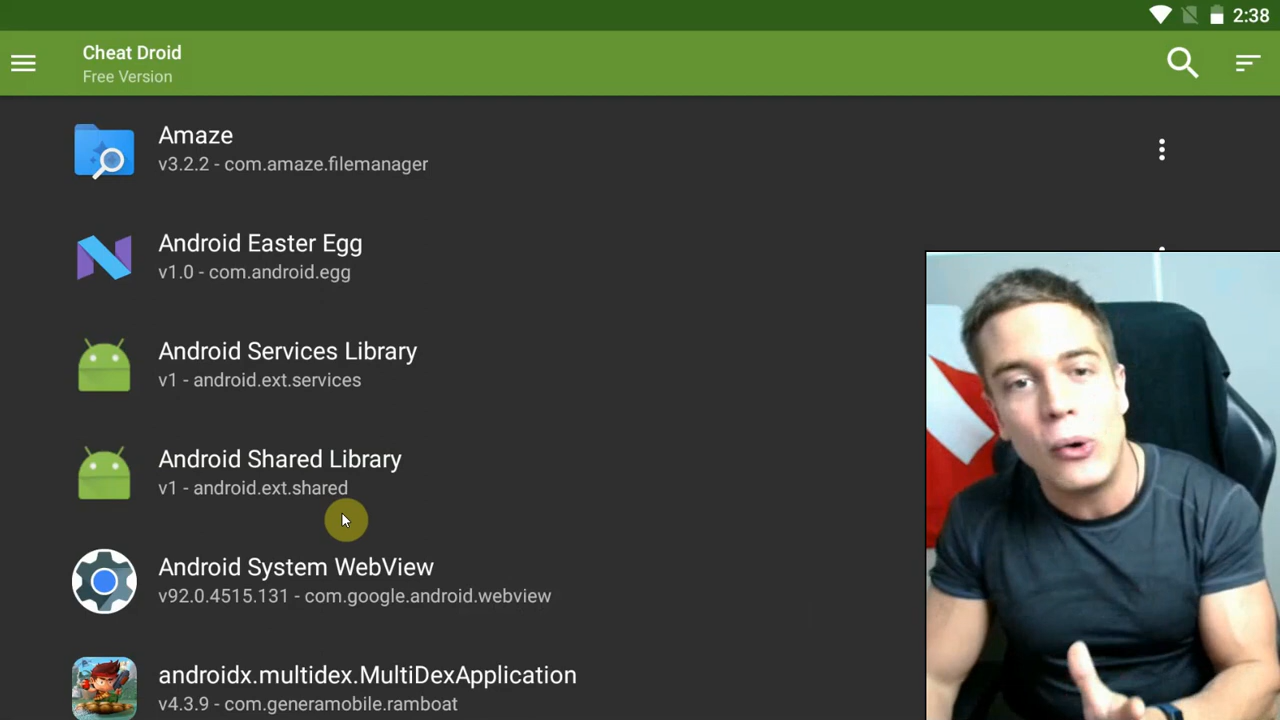 2:38
Cheat Droid
Free Version
Amaze
v3.2.2 - com.amaze.filemanager
Android Easter Egg
v1.0 - com.android.egg
Android Services Library
v1 - android.ext.services
Android Shared Library
v1 - android.ext.shared
Android System WebView
v92.0.4515.131 - com.google.android.webview
androidx.multidex.MultiDexApplication
v4.3.9 - com.generamobile.ramboat